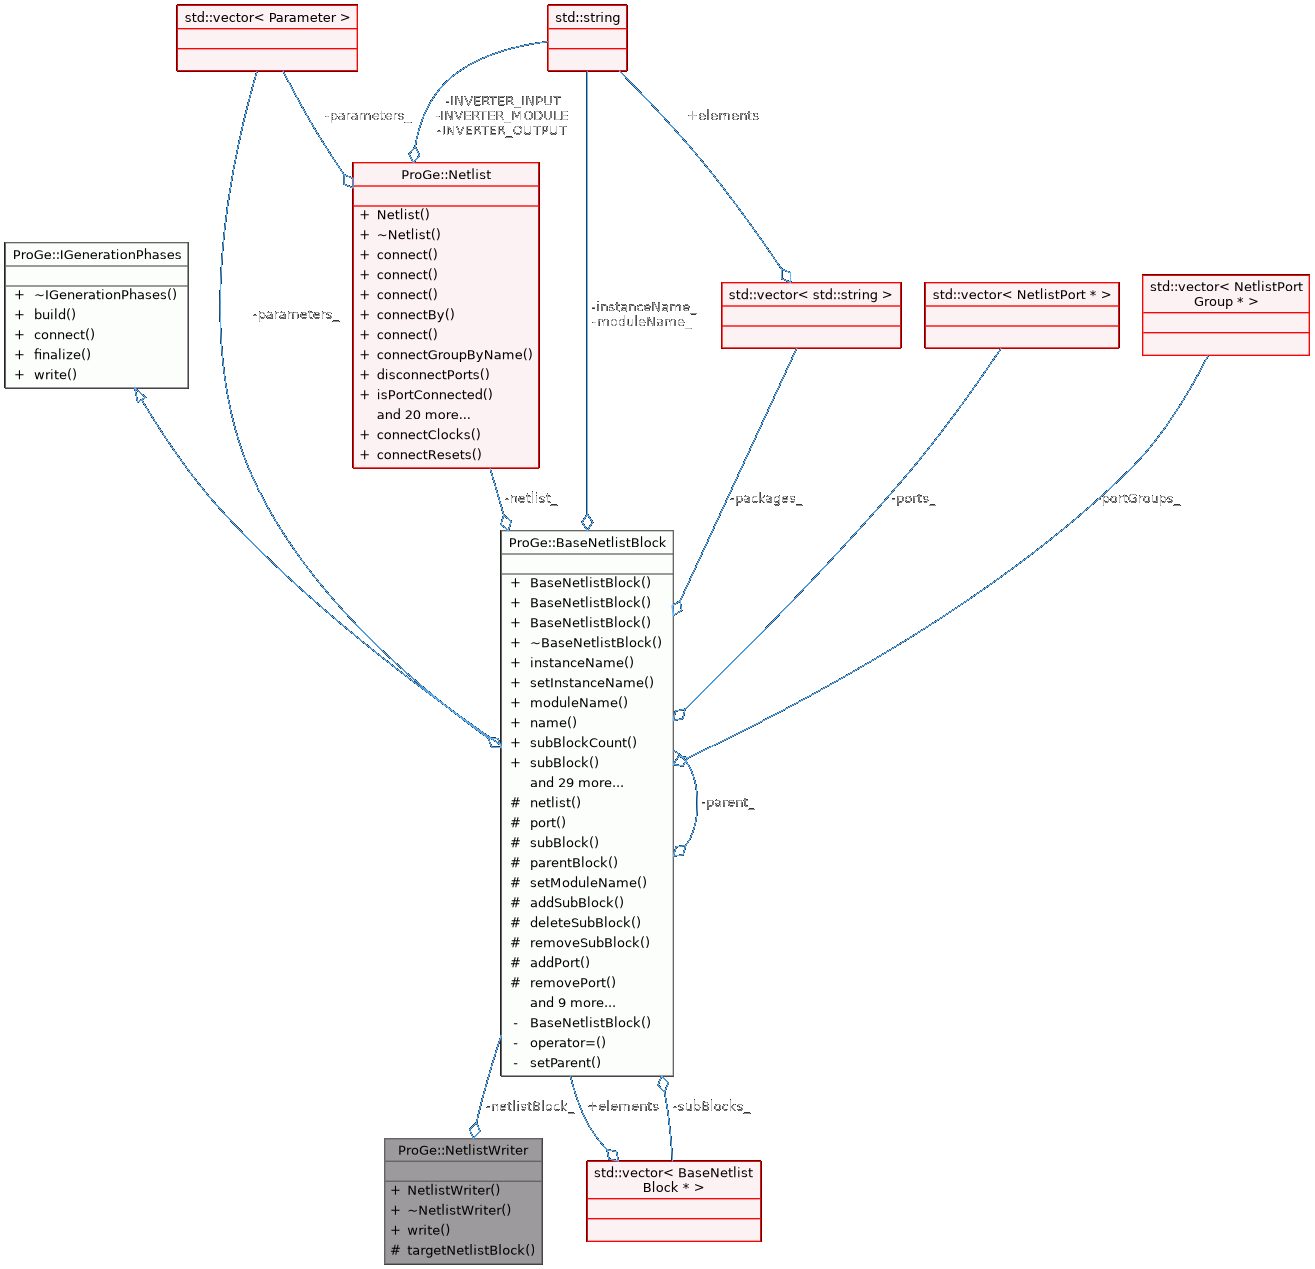 std::vector< Parameter >
std::string
-parameters_
-INVERTER_INPUT
-INVERTER_MODULE
-INVERTER_OUTPUT
+elements
ProGe::Netlist
+ Netlist()
+ ~Netlist()
+ connect()
+ connect()
+ connect()
+ connectBy()
+ connect()
+ connectGroupByName()
+ disconnectPorts()
+ isPortConnected()
and 20 more...
+ connectClocks()
+ connectResets()
ProGe::IGenerationPhases
+ ~IGenerationPhases()
+ build()
+ connect()
+ finalize()
+ write()
-parameters_
-instanceName_
-moduleName_
std::vector< std::string >
std::vector< NetlistPort * >
std::vector< NetlistPort
Group * >
-netlist_
-packages_
-ports_
-portGroups_
ProGe::BaseNetlistBlock
+ BaseNetlistBlock()
+ BaseNetlistBlock()
+ BaseNetlistBlock()
+ ~BaseNetlistBlock()
+ instanceName()
+ setInstanceName()
+ moduleName()
+ name()
+ subBlockCount()
+ subBlock()
and 29 more...
# netlist()
# port()
# subBlock()
# parentBlock()
# setModuleName()
# addSubBlock()
# deleteSubBlock()
# removeSubBlock()
# addPort()
# removePort()
and 9 more...
- BaseNetlistBlock()
- operator=()
- setParent()
-parent_
-netlistBlock_
+elements
-subBlocks_
ProGe::NetlistWriter
+ NetlistWriter()
+ ~NetlistWriter()
+ write()
# targetNetlistBlock()
std::vector< BaseNetlist
Block * >